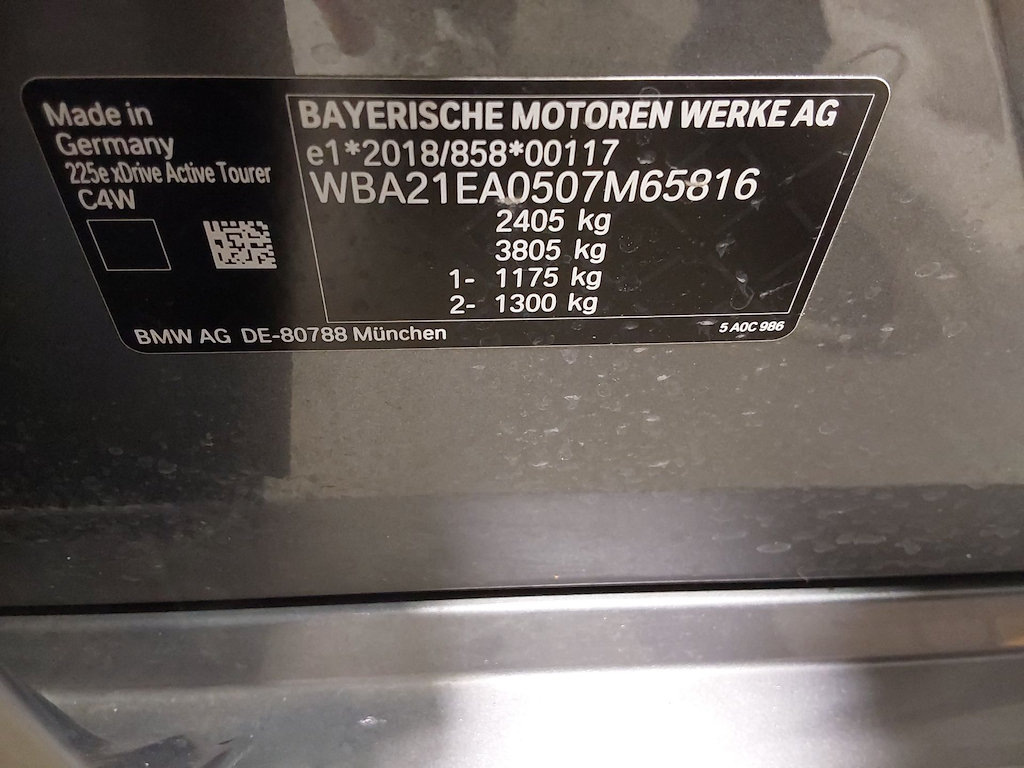 Made in
Germany
225e xDrive Active Tourer
C4W
BAYERISCHE MOTOREN WERKE AG
e1*2018/858*00117
WBA21EA0507M65816
2405 kg
3805 kg
1- 1175 kg
2- 1300 kg
BMW AG DE-80788 München
5 A0C 986